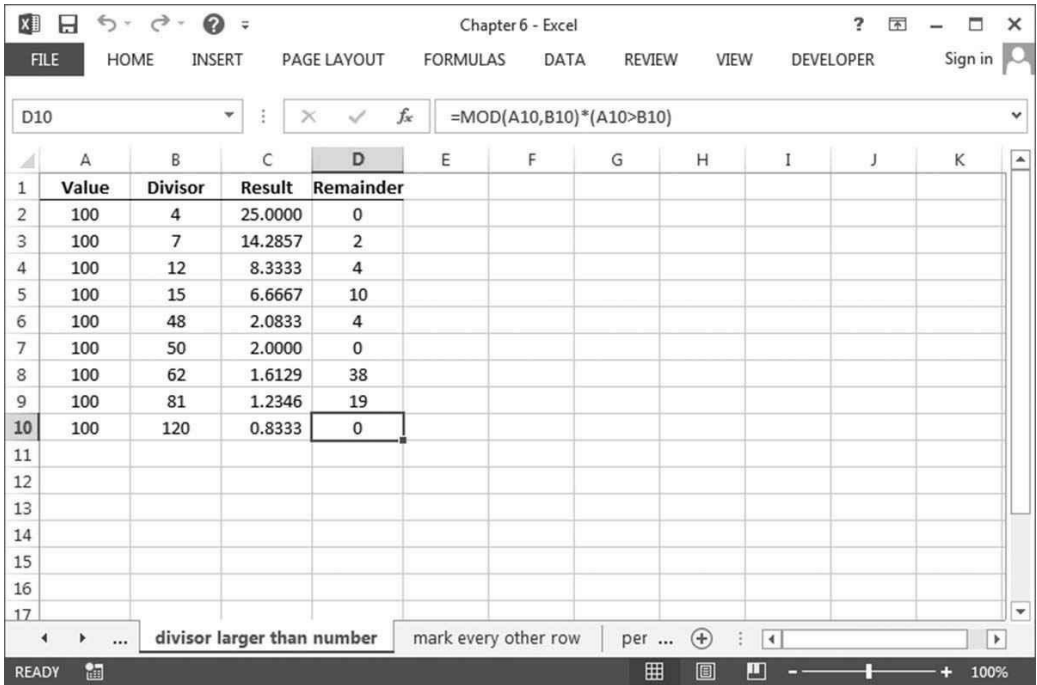 Chapter 6 - Excel
FILE HOME INSERT PAGE LAYOUT FORMULAS DATA REVIEW VIEW DEVELOPER Sign in
D10 fx =MOD(A10,B10)*(A10>B10)
A B C D E F G H I J K
1 Value Divisor Result Remainder
2 100 4 25.0000 0
3 100 7 14.2857 2
4 100 12 8.3333 4
5 100 15 6.6667 10
6 100 48 2.0833 4
7 100 50 2.0000 0
8 100 62 1.6129 38
9 100 81 1.2346 19
10 100 120 0.8333 0
11
12
13
14
15
16
17
... divisor larger than number mark every other row per ...
READY 100%